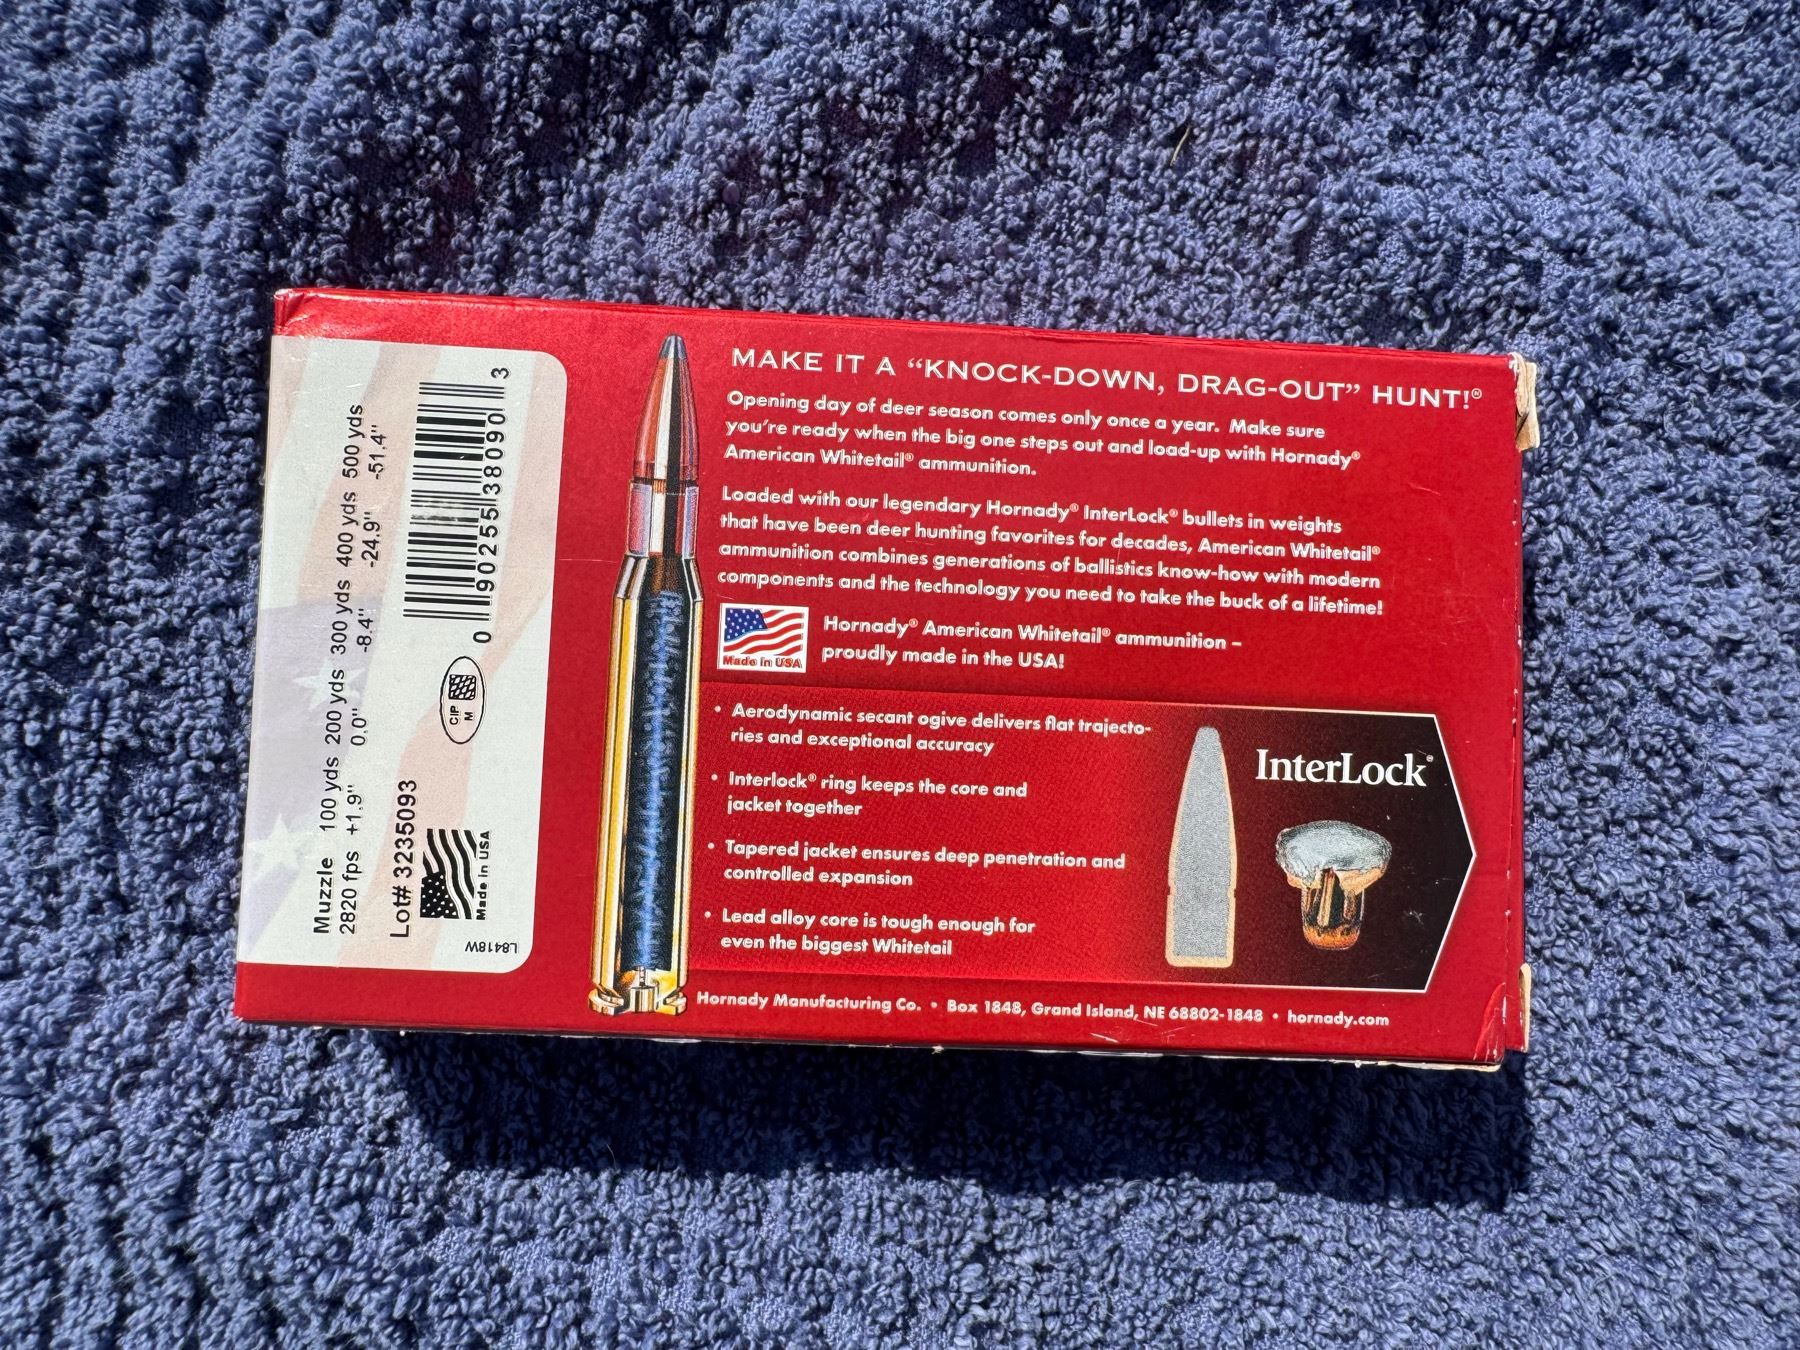 MAKE IT A “KNOCK-DOWN, DRAG-OUT” HUNT!®
Opening day of deer season comes only once a year. Make sure
you’re ready when the big one steps out and load-up with Hornady®
American Whitetail® ammunition.
Loaded with our legendary Hornady® InterLock® bullets in weights
that have been deer hunting favorites for decades, American Whitetail®
ammunition combines generations of ballistics know-how with modern
components and the technology you need to take the buck of a lifetime!
Made in USA
Hornady® American Whitetail® ammunition –
proudly made in the USA!
• Aerodynamic secant ogive delivers flat trajecto-
ries and exceptional accuracy
• Interlock® ring keeps the core and
jacket together
• Tapered jacket ensures deep penetration and
controlled expansion
• Lead alloy core is tough enough for
even the biggest Whitetail
InterLock®
Hornady Manufacturing Co. • Box 1848, Grand Island, NE 68802-1848 • hornady.com
Muzzle 100 yds 200 yds 300 yds 400 yds 500 yds
2820 fps +1.9" 0.0" -8.4" -24.9" -51.4"
Lot# 3235093
Made in USA
CIP
M
0 90255 38090 3
L8418W